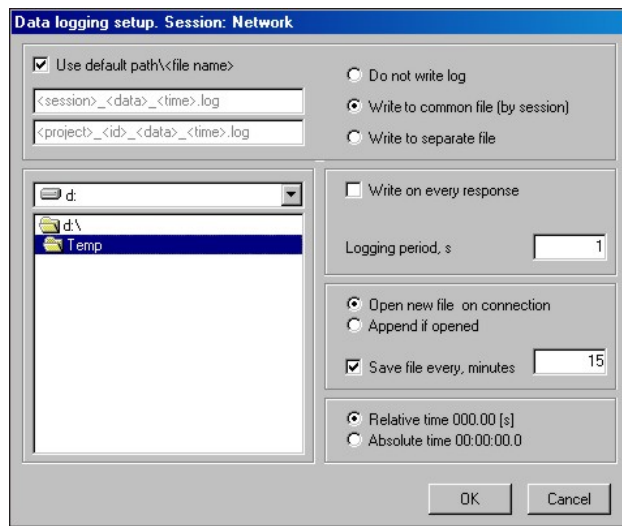 Data logging setup. Session: Network
Use default path\<file name>
<session>_<data>_<time>.log
<project>_<id>_<data>_<time>.log
Do not write log
Write to common file (by session)
Write to separate file
d:
d:\
Temp
Write on every response
Logging period, s 1
Open new file on connection
Append if opened
Save file every, minutes 15
Relative time 000.00 [s]
Absolute time 00:00:00.0
OK Cancel